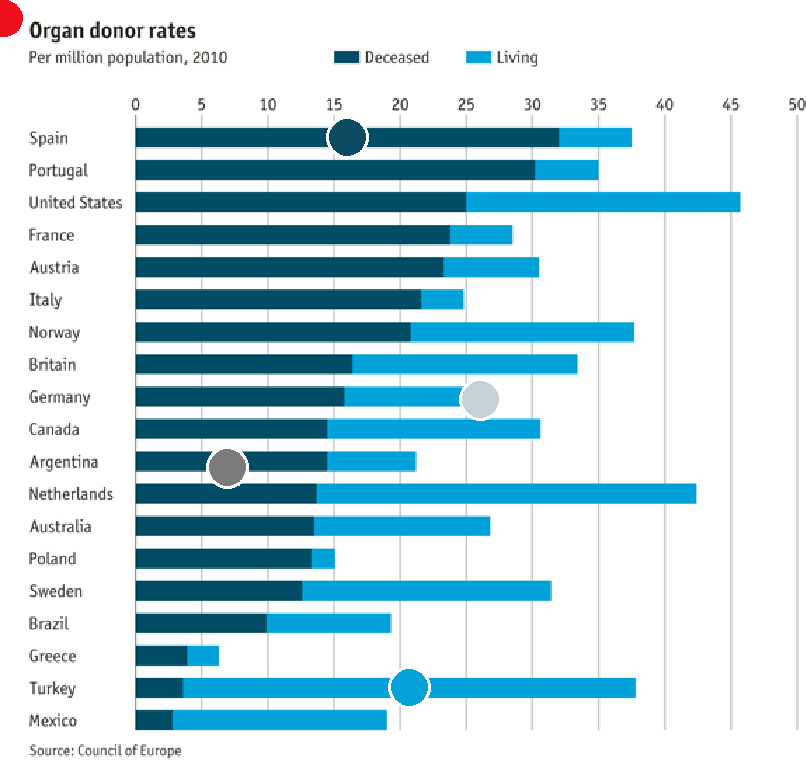 Organ donor rates
Per million population, 2010 Deceased Living
0 5 10 15 20 25 30 35 40 45 50
Spain
Portugal
United States
France
Austria
Italy
Norway
Britain
Germany
Canada
Argentina
Netherlands
Australia
Poland
Sweden
Brazil
Greece
Turkey
Mexico
Source: Council of Europe